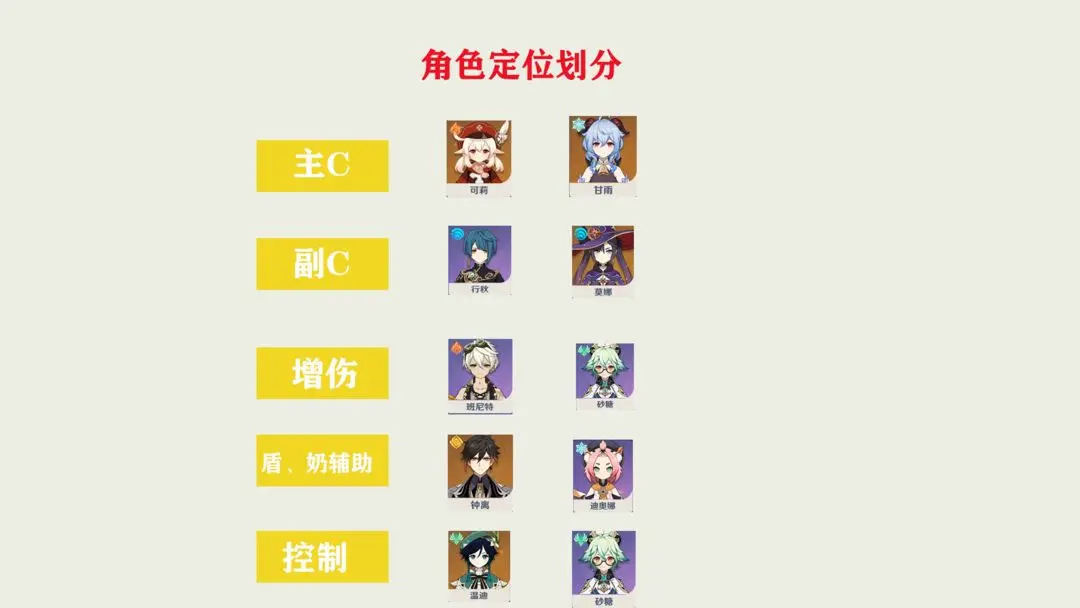 角色定位划分
主C
可莉
甘雨
副C
行秋
莫娜
增伤
班尼特
砂糖
盾、奶辅助
钟离
迪奥娜
控制
温迪
砂糖